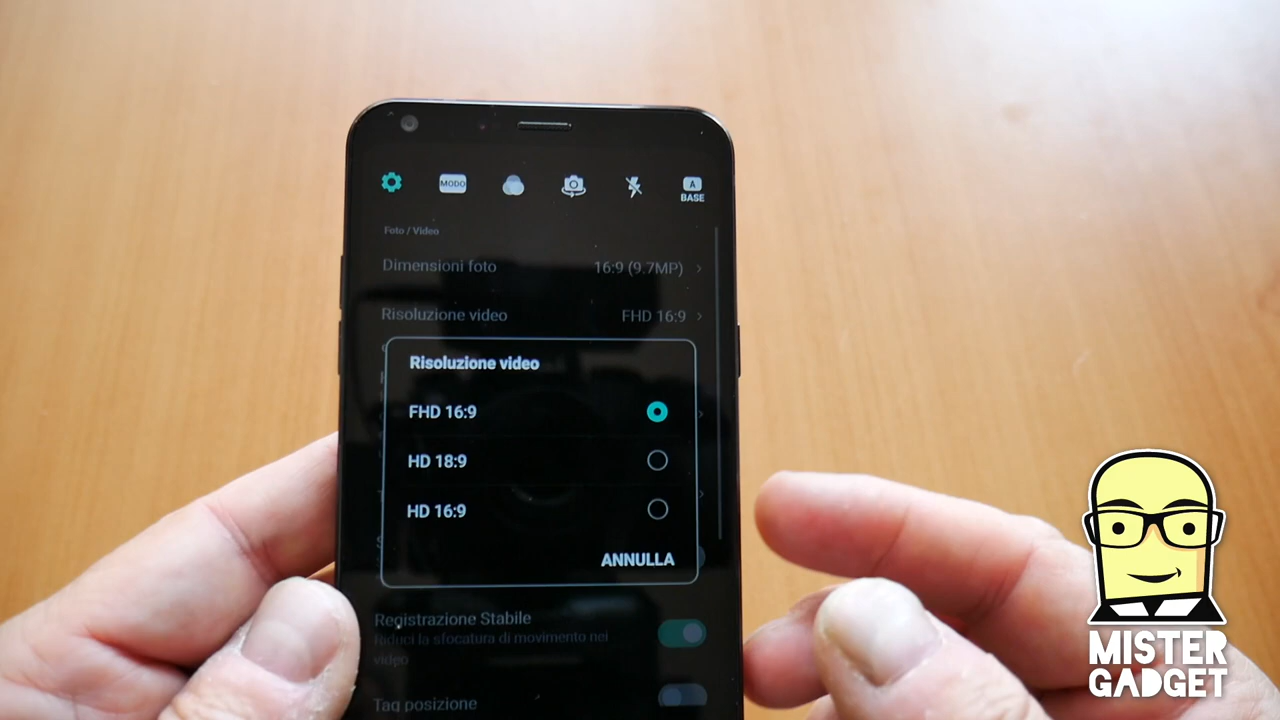 MODO
A
BASE
Foto / Video
Dimensioni foto 16:9 (9.7MP)
Risoluzione video FHD 16:9
Risoluzione video
FHD 16:9
HD 18:9
HD 16:9
ANNULLA
Registrazione Stabile
Riduci la sfocatura di movimento nei
video
Tag posizione
MISTER
GADGET